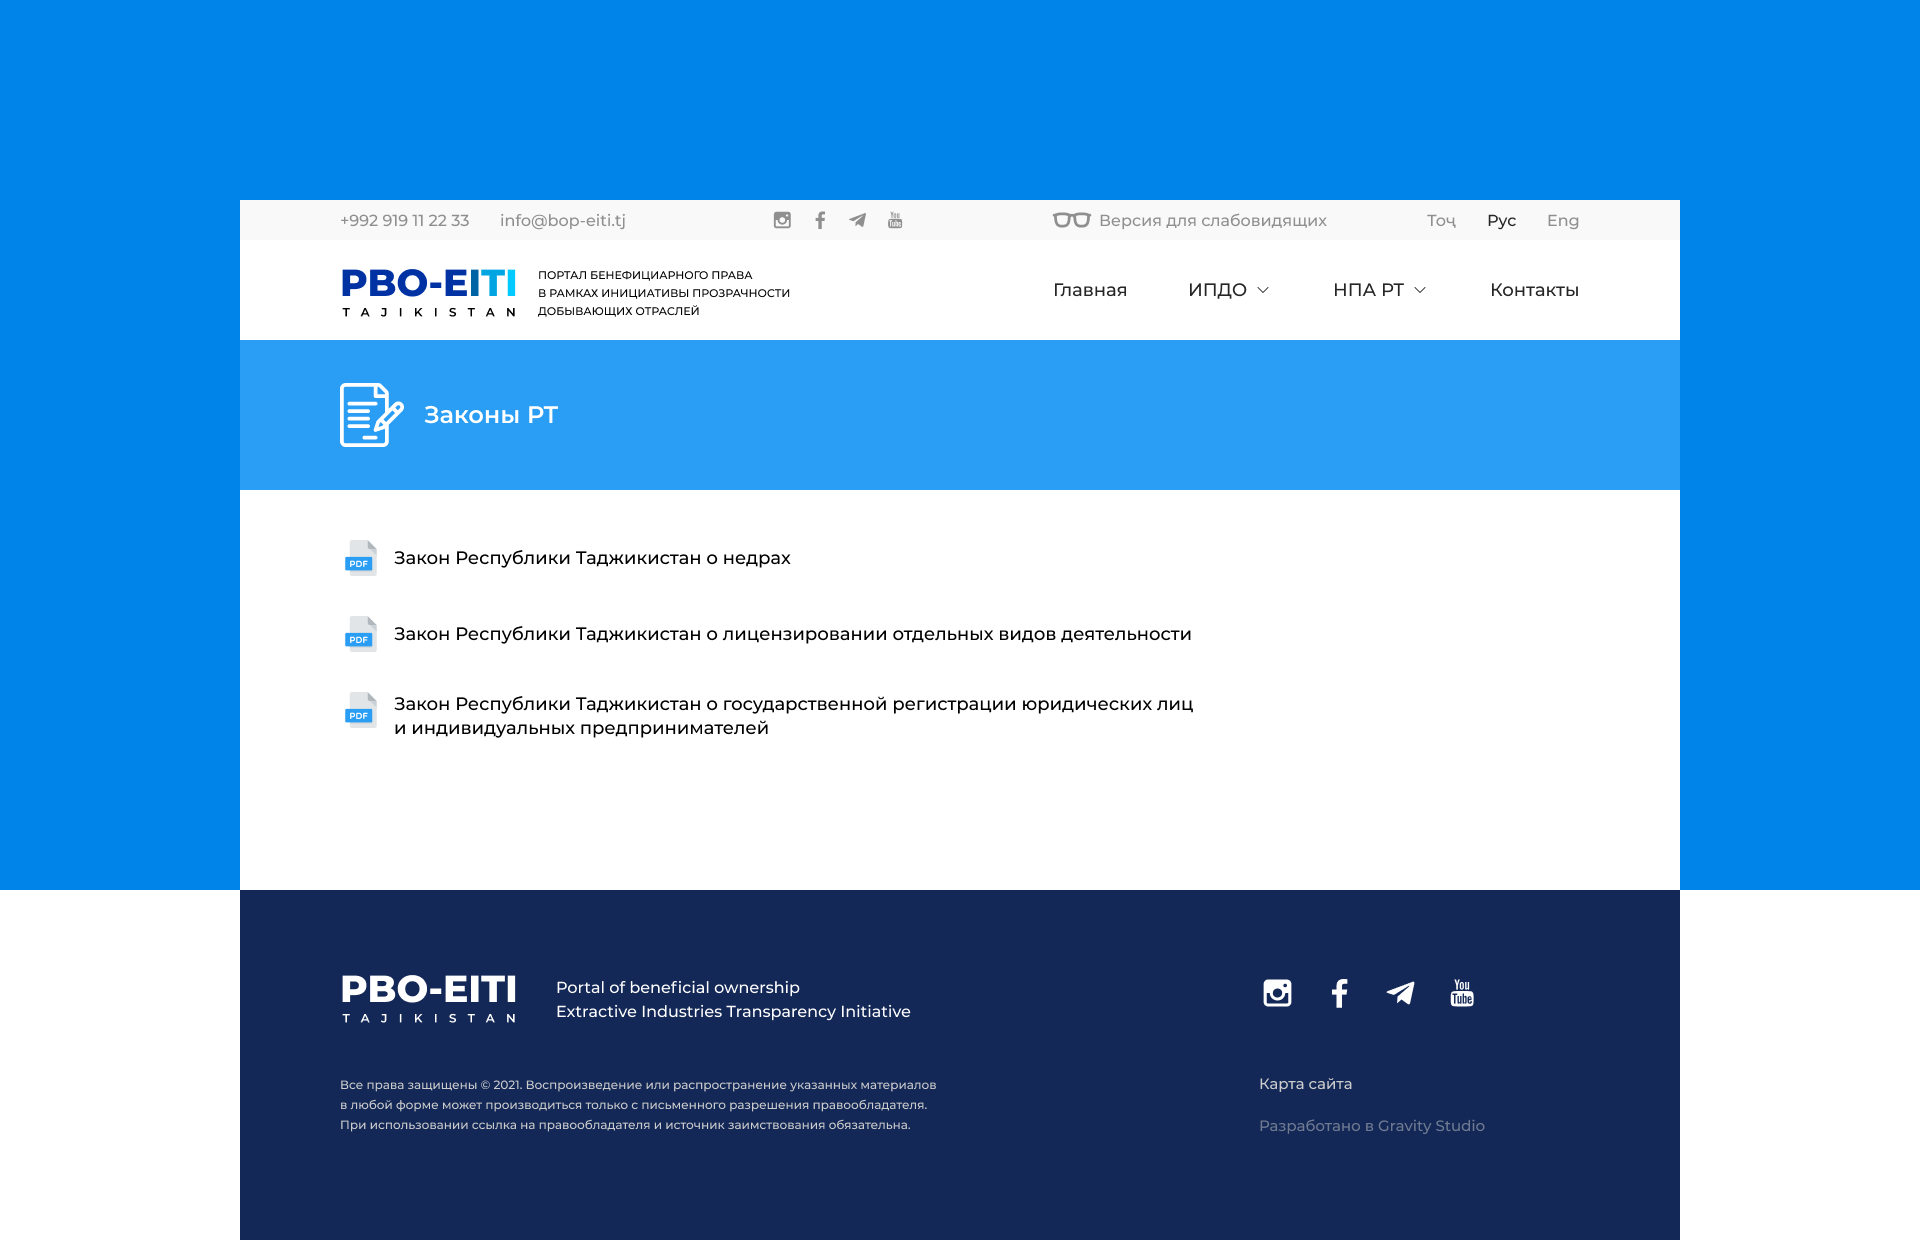 +992 919 11 22 33
info@bop-eiti.tj
You
Tube
Версия для слабовидящих
Тоҷ
Рус
Eng
PBO-EITI
TAJIKISTAN
ПОРТАЛ БЕНЕФИЦИАРНОГО ПРАВА
В РАМКАХ ИНИЦИАТИВЫ ПРОЗРАЧНОСТИ
ДОБЫВАЮЩИХ ОТРАСЛЕЙ
Главная
ИПДО
НПА РТ
Контакты
Законы РТ
PDF
Закон Республики Таджикистан о недрах
PDF
Закон Республики Таджикистан о лицензировании отдельных видов деятельности
PDF
Закон Республики Таджикистан о государственной регистрации юридических лиц
и индивидуальных предпринимателей
PBO-EITI
TAJIKISTAN
Portal of beneficial ownership
Extractive Industries Transparency Initiative
You
Tube
Все права защищены © 2021. Воспроизведение или распространение указанных материалов
в любой форме может производиться только с письменного разрешения правообладателя.
При использовании ссылка на правообладателя и источник заимствования обязательна.
Карта сайта
Разработано в Gravity Studio